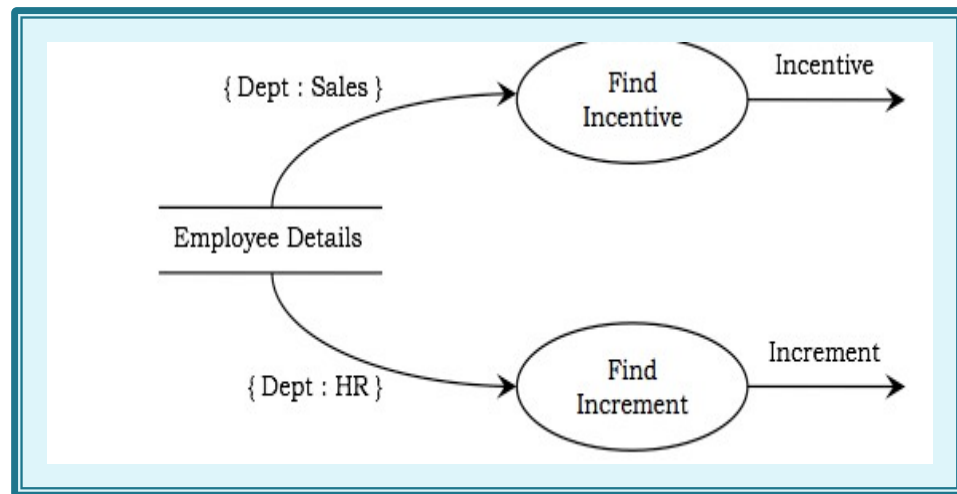 { Dept : Sales }
Find
Incentive
Incentive
Employee Details
{ Dept : HR }
Find
Increment
Increment